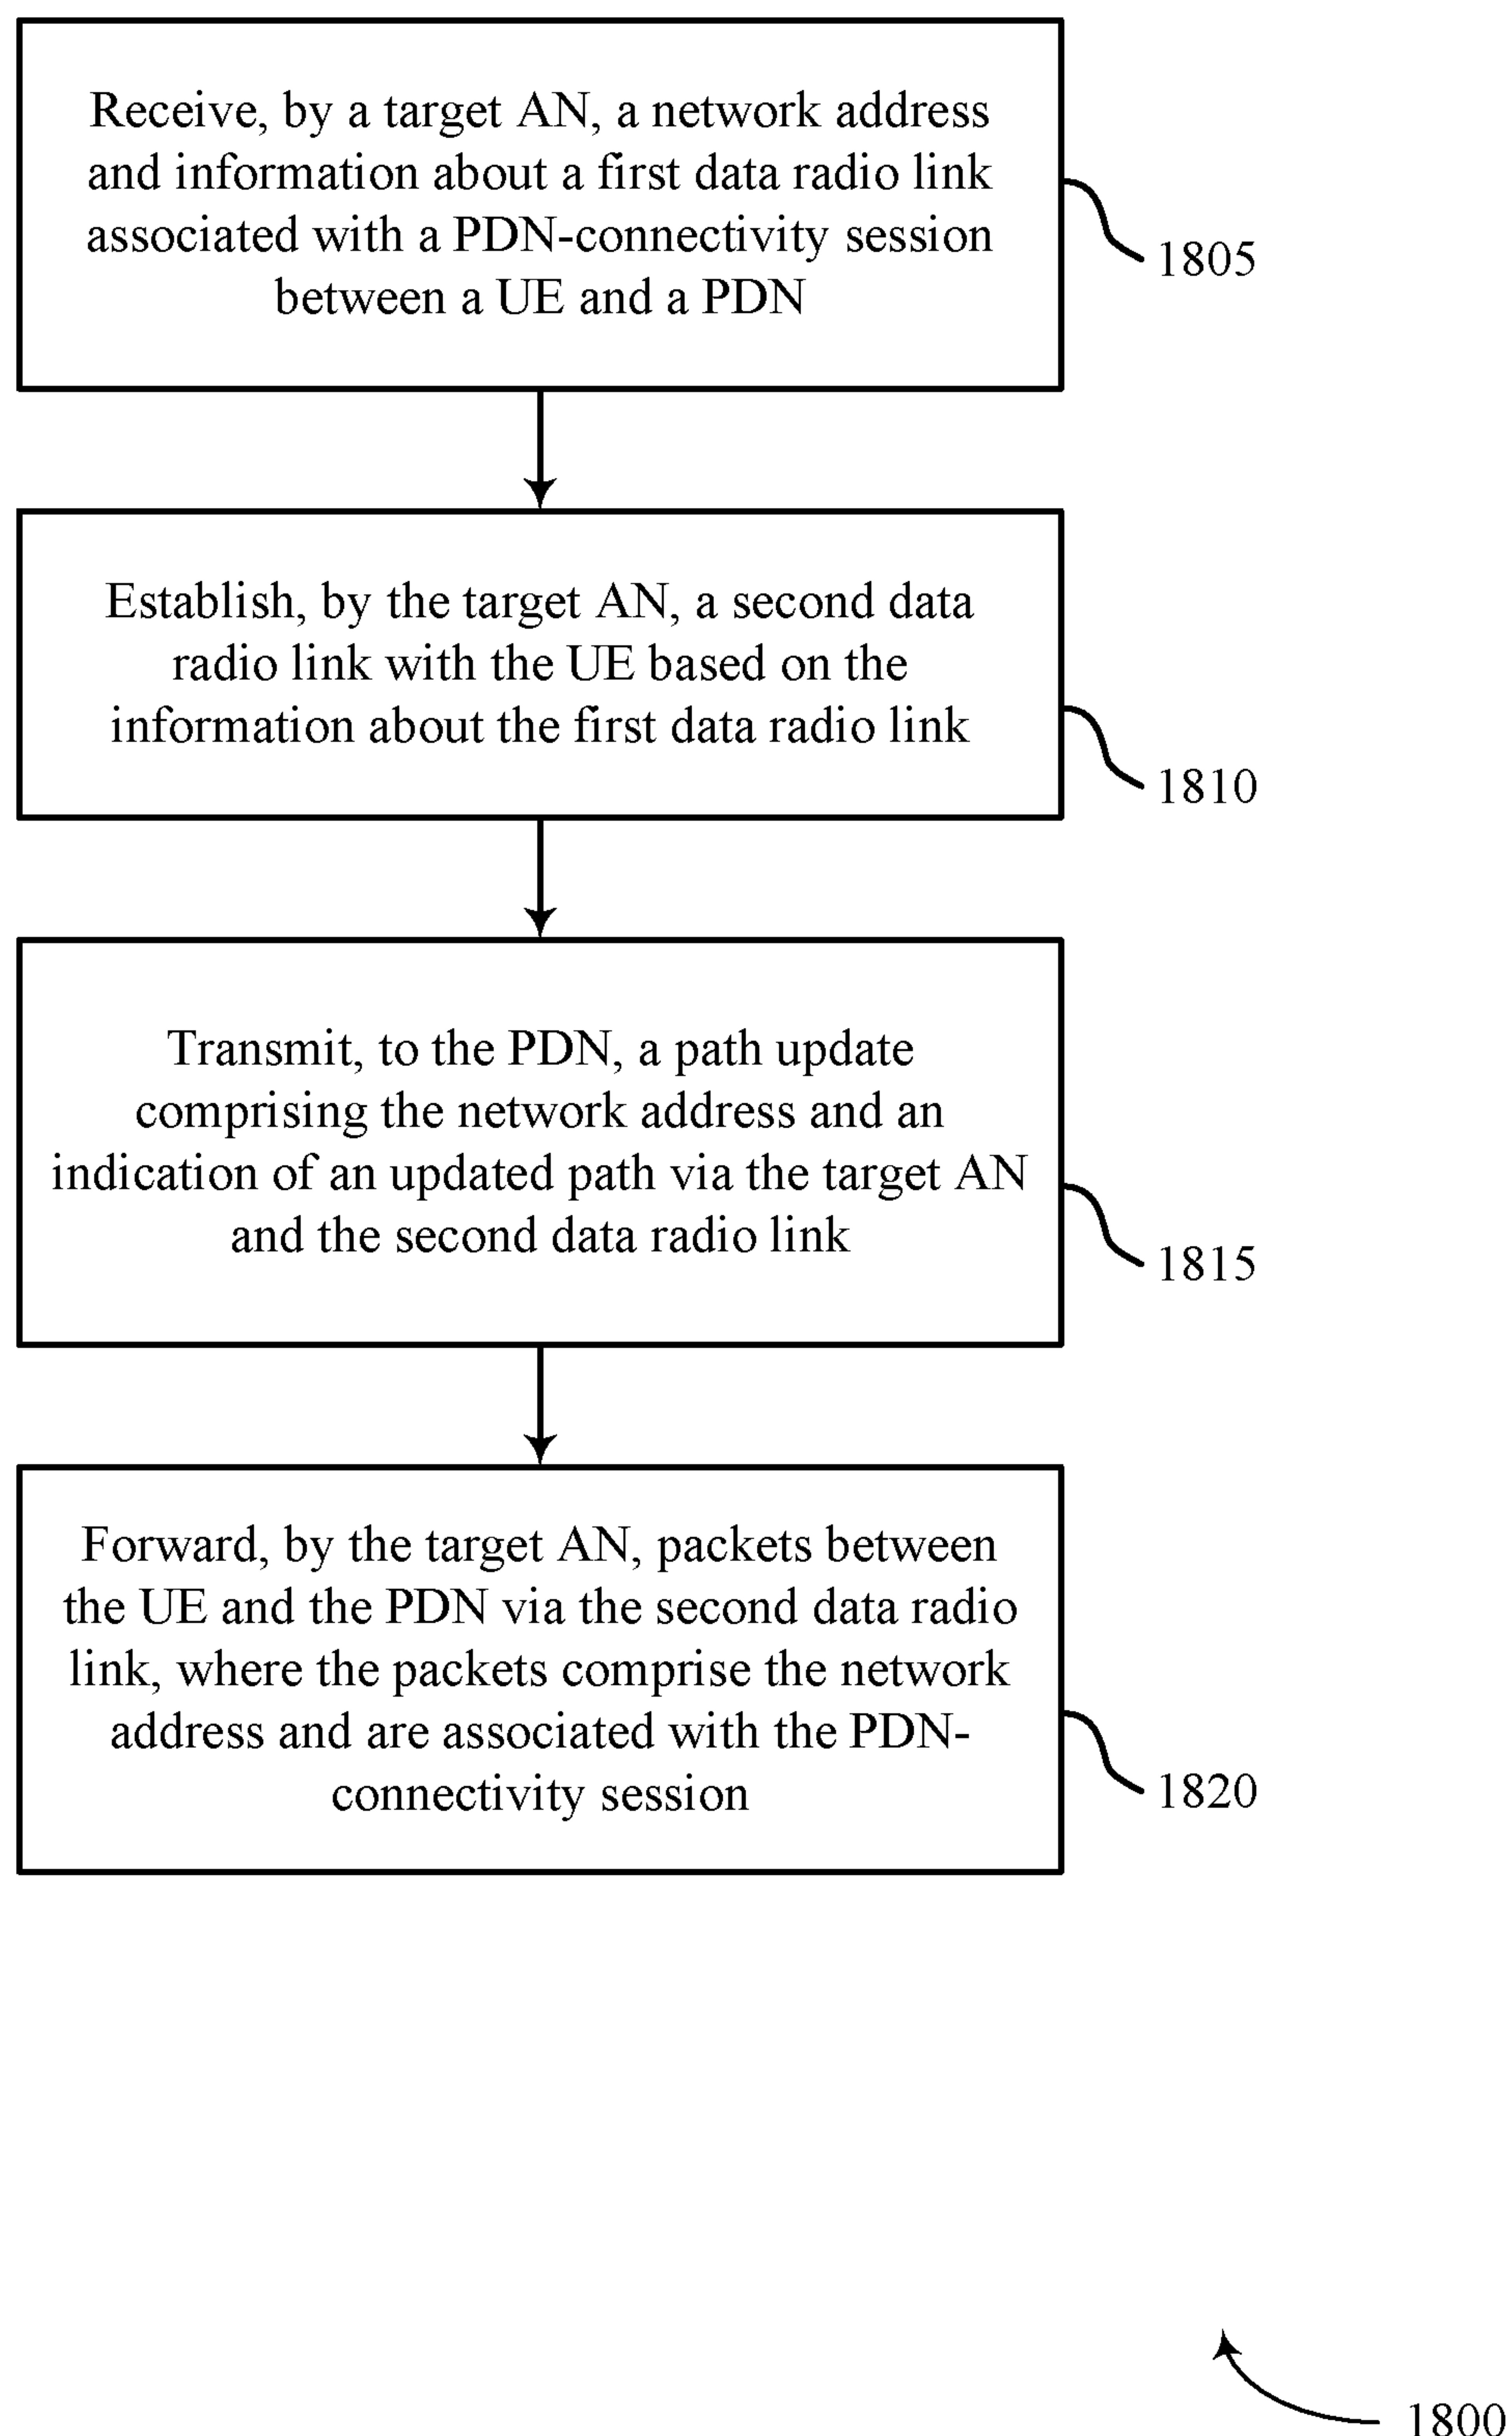 Receive, by a target AN, a network address
and information about a first data radio link
associated with a PDN-connectivity session
between a UE and a PDN
1805
Establish, by the target AN, a second data
radio link with the UE based on the
information about the first data radio link
1810
Transmit, to the PDN, a path update
comprising the network address and an
indication of an updated path via the target AN
and the second data radio link
1815
Forward, by the target AN, packets between
the UE and the PDN via the second data radio
link, where the packets comprise the network
address and are associated with the PDN-
connectivity session
1820
1800